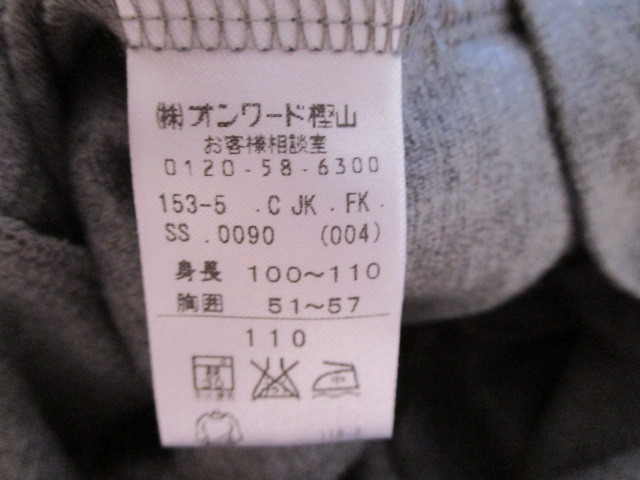 ㈱オンワード樫山
お客様相談室
0120-58-6300
153-5 .C JK .FK.
SS .0090 (004)
身長 100~110
胸囲 51~57
110
中